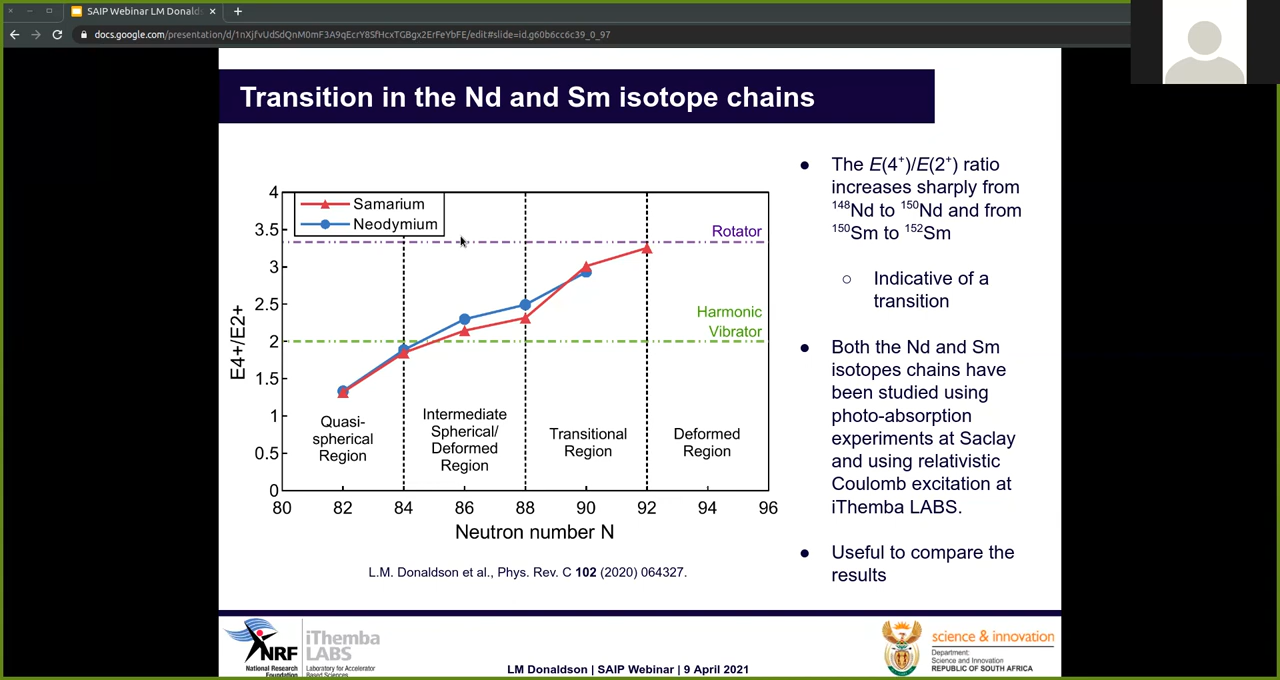 SAIP Webinar LM Donalds
docs.google.com/presentation/d/1nXjfvUdSdQnM0mF3A9qEcrY8SfHcxTGBgx2ErFeYbFE/edit#slide=id.g60b6cc6c39_0_97
Transition in the Nd and Sm isotope chains
4
3.5
3
2.5
2
1.5
1
0.5
0
E4+/E2+
Samarium
Neodymium
Rotator
Harmonic
Vibrator
Quasi-
spherical
Region
Intermediate
Spherical/
Deformed
Region
Transitional
Region
Deformed
Region
80 82 84 86 88 90 92 94 96
Neutron number N
L.M. Donaldson et al., Phys. Rev. C 102 (2020) 064327.
● The E(4⁺)/E(2⁺) ratio
increases sharply from
¹⁴⁸Nd to ¹⁵⁰Nd and from
¹⁵⁰Sm to ¹⁵²Sm
○ Indicative of a
transition
● Both the Nd and Sm
isotopes chains have
been studied using
photo-absorption
experiments at Saclay
and using relativistic
Coulomb excitation at
iThemba LABS.
● Useful to compare the
results
NRF
National Research
Foundation
iThemba
LABS
Laboratory for Accelerator
Based Sciences
LM Donaldson | SAIP Webinar | 9 April 2021
science & innovation
Department:
Science and Innovation
REPUBLIC OF SOUTH AFRICA